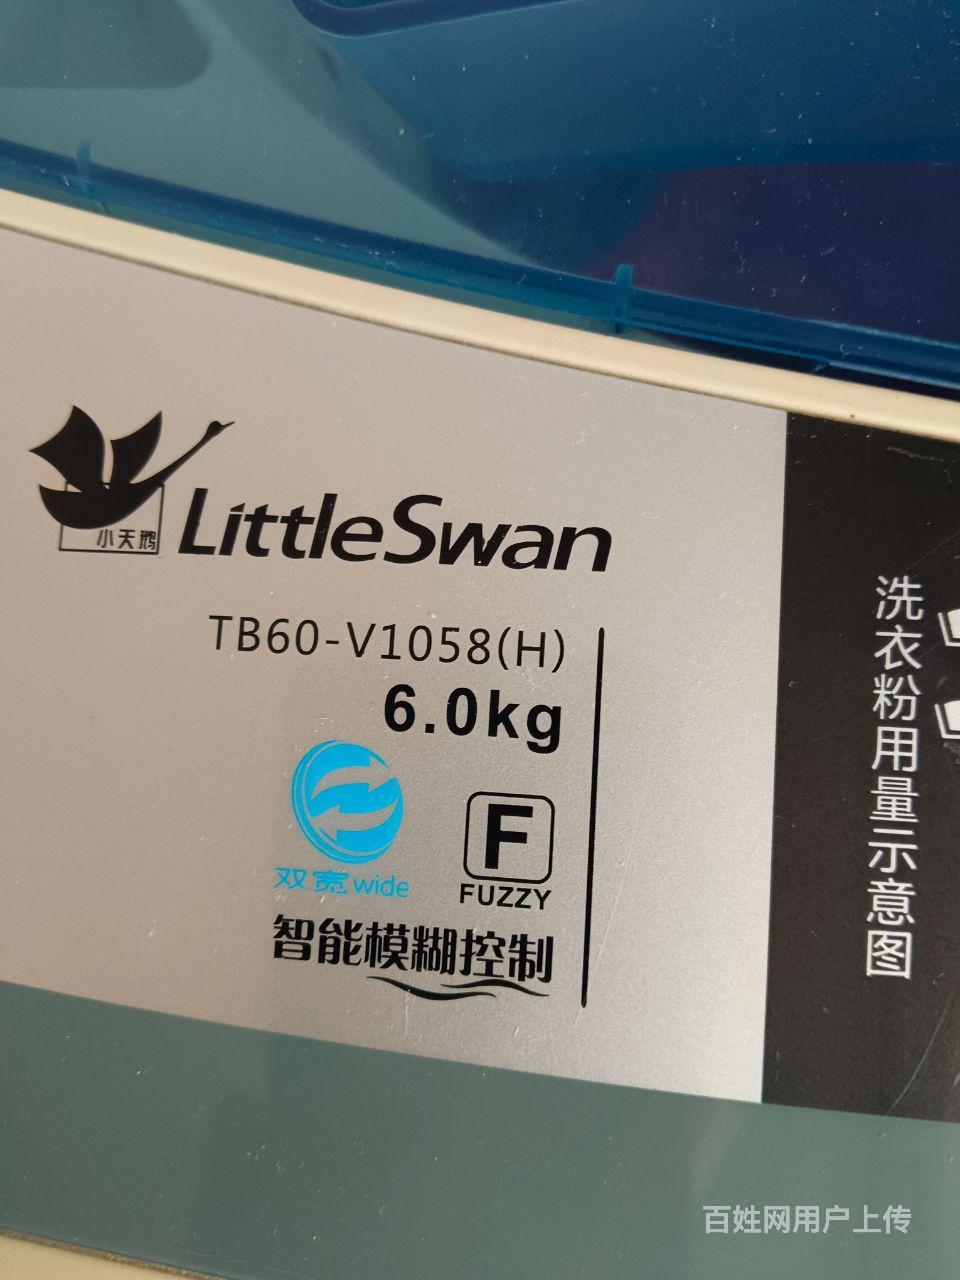 小天鹅
LittleSwan
TB60-V1058(H)
6.0kg
双宽wide
F
FUZZY
智能模糊控制
洗衣粉用量示意图
百姓网用户上传